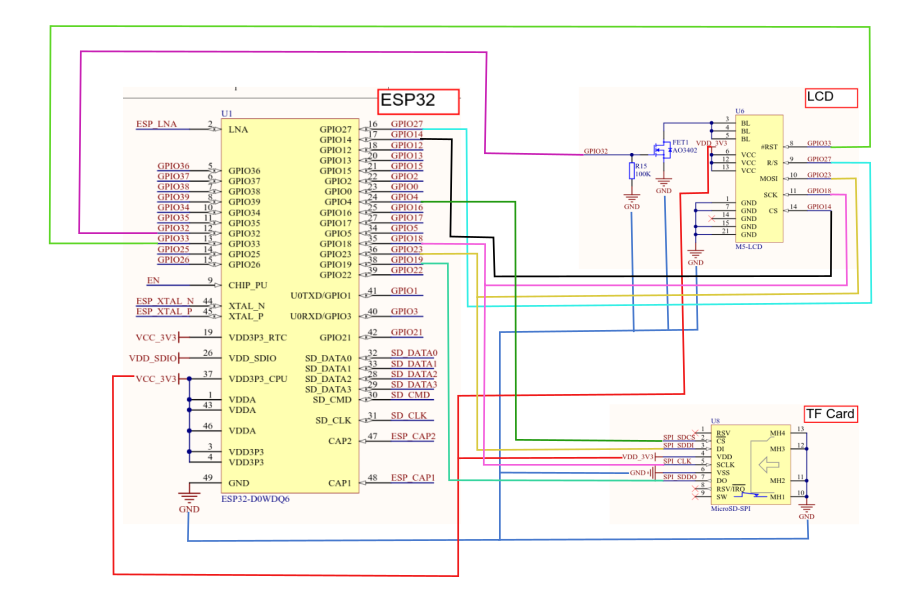 ESP32
LCD
U1
ESP_LNA 2 LNA GPIO27 16 GPIO27
GPIO14 17 GPIO14
GPIO12 18 GPIO12
GPIO13 20 GPIO13
GPIO36 5 GPIO36 GPIO15 21 GPIO15
GPIO37 6 GPIO37 GPIO2 22 GPIO2
GPIO38 7 GPIO38 GPIO0 23 GPIO0
GPIO39 8 GPIO39 GPIO4 24 GPIO4
GPIO34 10 GPIO34 GPIO16 25 GPIO16
GPIO35 11 GPIO35 GPIO17 27 GPIO17
GPIO32 12 GPIO32 GPIO5 34 GPIO5
GPIO33 13 GPIO33 GPIO18 35 GPIO18
GPIO25 14 GPIO25 GPIO23 36 GPIO23
GPIO26 15 GPIO26 GPIO19 38 GPIO19
GPIO22 39 GPIO22
EN 9 CHIP_PU
U0TXD/GPIO1 41 GPIO1
ESP_XTAL_N 44 XTAL_N
ESP_XTAL_P 45 XTAL_P U0RXD/GPIO3 40 GPIO3
VCC_3V3 19 VDD3P3_RTC GPIO21 42 GPIO21
VDD_SDIO 26 VDD_SDIO SD_DATA0 32 SD_DATA0
SD_DATA1 33 SD_DATA1
VCC_3V3 37 VDD3P3_CPU SD_DATA2 28 SD_DATA2
SD_DATA3 29 SD_DATA3
1 VDDA SD_CMD 30 SD_CMD
43 VDDA
SD_CLK 31 SD_CLK
46 VDDA
CAP2 47 ESP_CAP2
3 VDD3P3
4 VDD3P3
49 GND CAP1 48 ESP_CAP1
GND
ESP32-D0WDQ6
U6
3 BL
4 BL
5 BL
VDD_3V3
6 VCC
12 VCC
13 VCC
#RST 8 GPIO33
R/S 9 GPIO27
MOSI 10 GPIO23
SCK 11 GPIO18
CS 14 GPIO14
1 GND
7 GND
14 GND
15 GND
21 GND
M5-LCD
GPIO32
FET1
AO3402
R15
100K
GND
GND
GND
TF Card
U8
1 RSV MH4 13
SPI_SDCS 2 CS
SPI_SDDI 3 DI MH3 12
VDD_3V3 4 VDD
SPI_CLK 5 SCLK
GND 6 VSS
SPI_SDDO 7 DO MH2 11
8 RSV/IRQ
9 SW MH1 10
MicroSD-SPI
GND